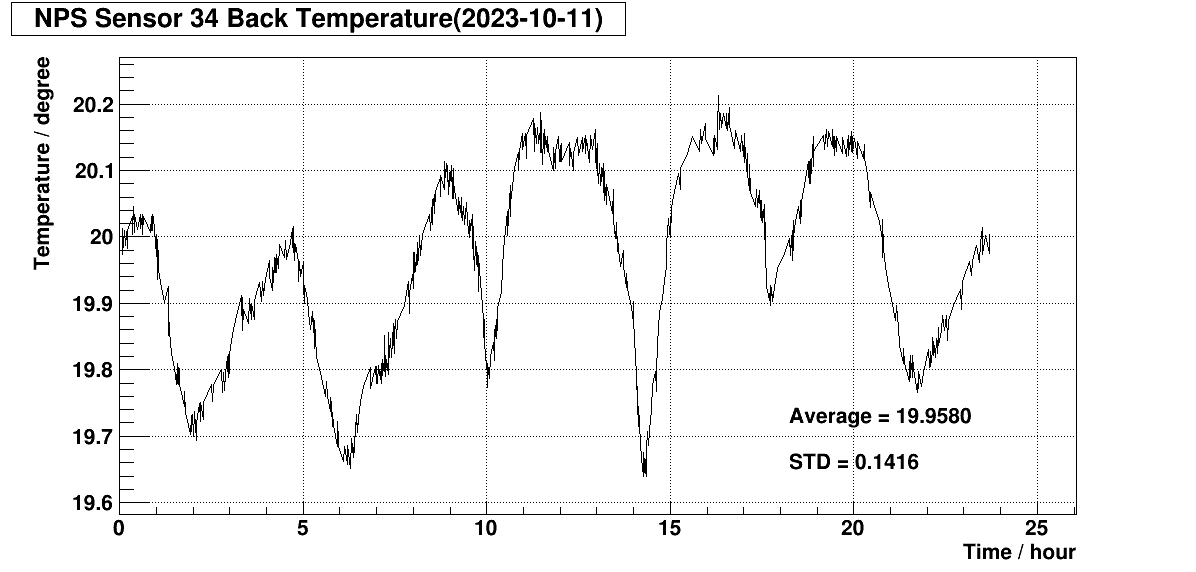 NPS Sensor 34 Back Temperature(2023-10-11)
Temperature / degree
20.2
20.1
20
19.9
19.8
19.7
19.6
Average = 19.9580
STD = 0.1416
0 5 10 15 20 25
Time / hour